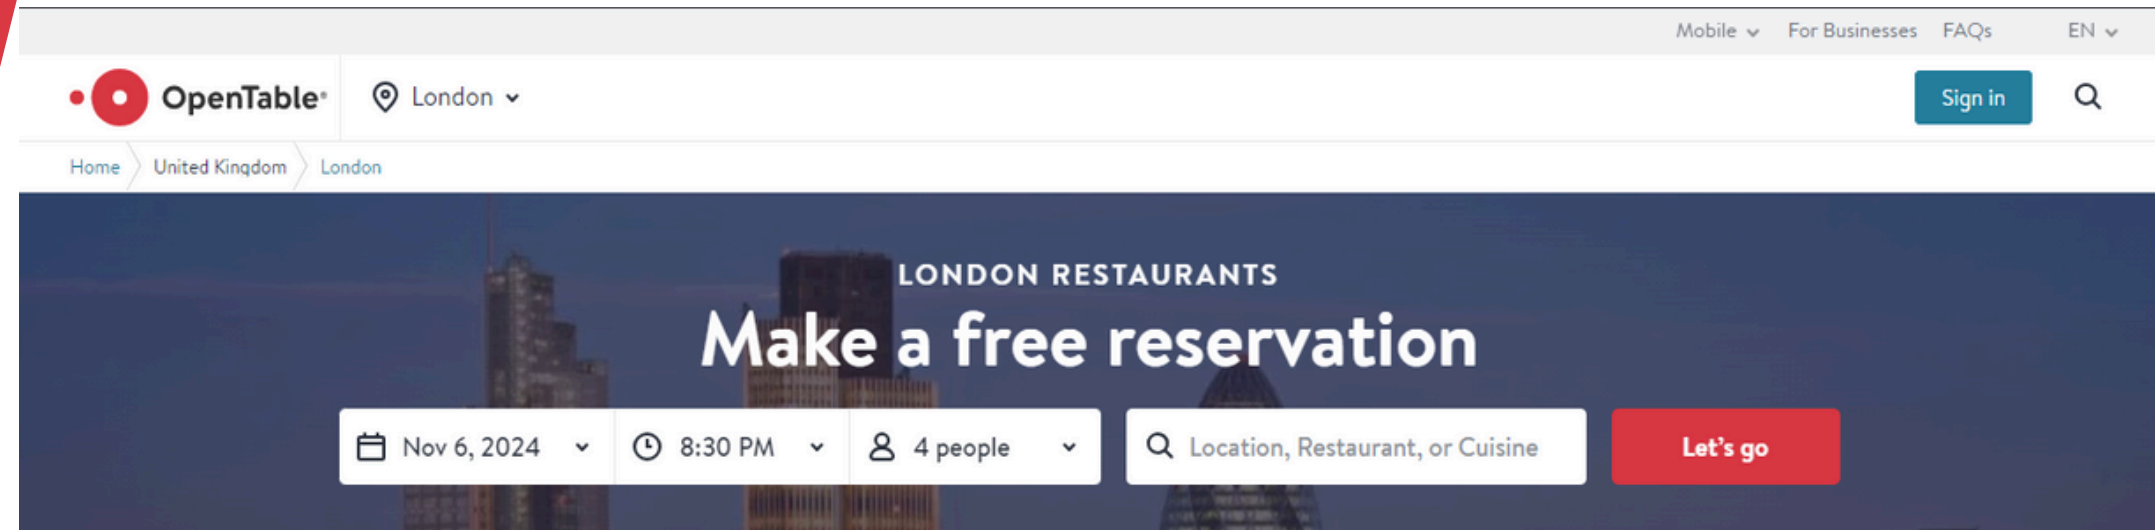 Mobile For Businesses FAQs EN
OpenTable® London Sign in
Home United Kingdom London
LONDON RESTAURANTS
Make a free reservation
Nov 6, 2024 8:30 PM 4 people Location, Restaurant, or Cuisine Let's go